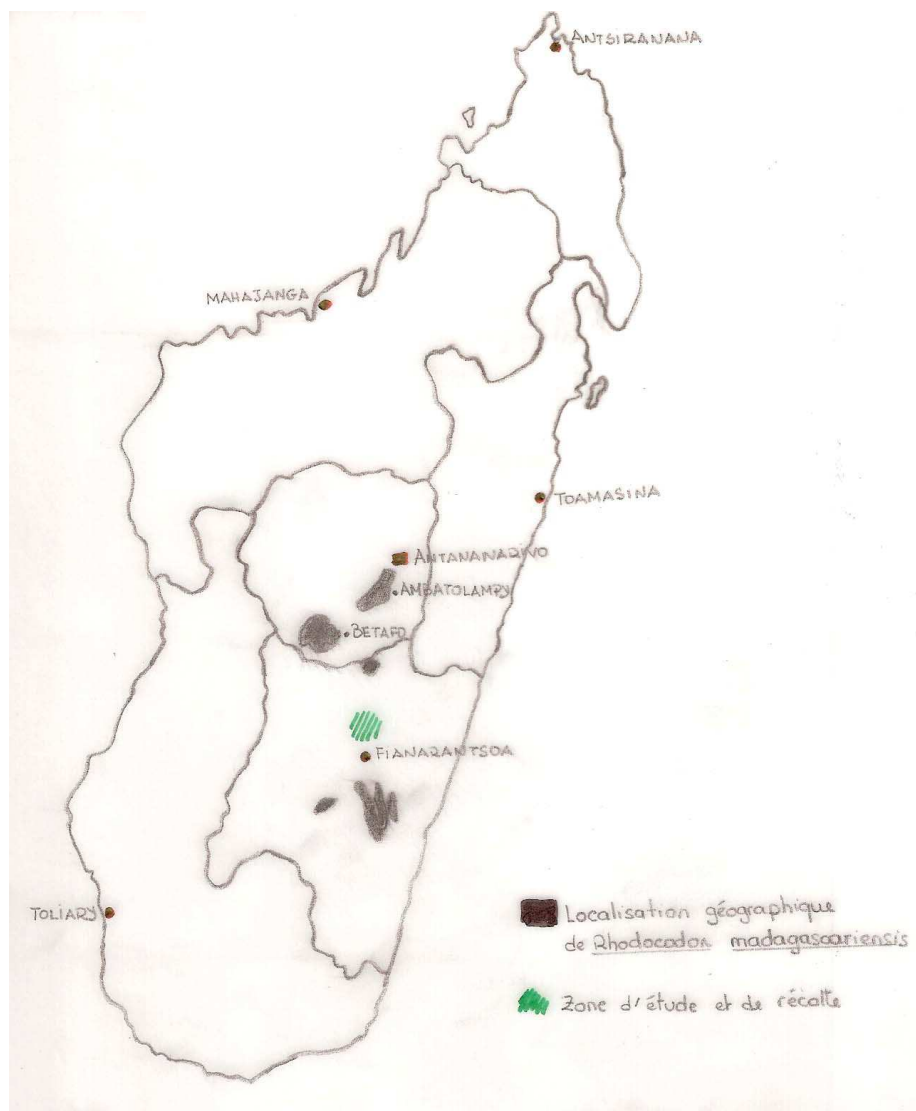 ANTSIRANANA
MAHAJANGA
TOAMASINA
ANTANANARIVO
AMBATOLAMPY
BETAFO
FIANARANTSOA
TOLIARY
Localisation géographique
de Rhodocodon madagascariensis
Zone d'étude et de récolte